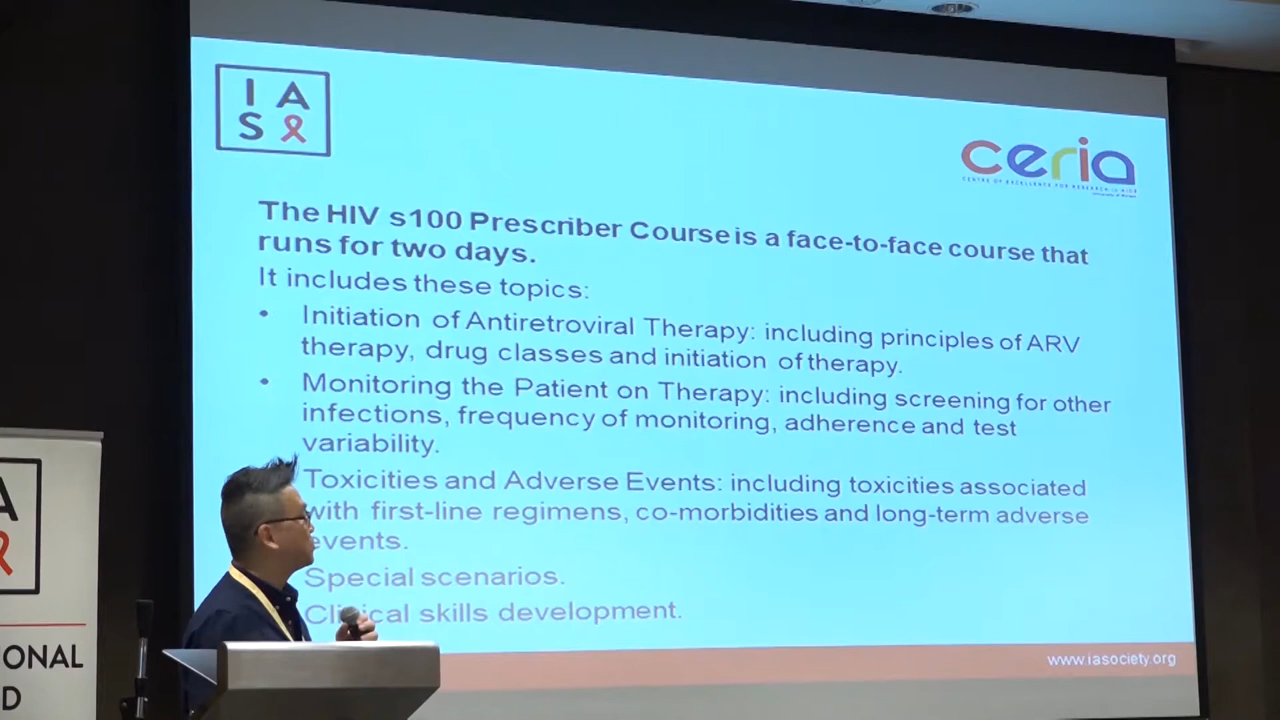 I A
S
ceria
CENTRE OF EXCELLENCE FOR RESEARCH IN AIDS
The HIV s100 Prescriber Course is a face-to-face course that
runs for two days.
It includes these topics:
• Initiation of Antiretroviral Therapy: including principles of ARV
therapy, drug classes and initiation of therapy.
• Monitoring the Patient on Therapy: including screening for other
infections, frequency of monitoring, adherence and test
variability.
Toxicities and Adverse Events: including toxicities associated
with first-line regimens, co-morbidities and long-term adverse
events.
Special scenarios.
Clinical skills development.
www.iasociety.org
A
ONAL
D